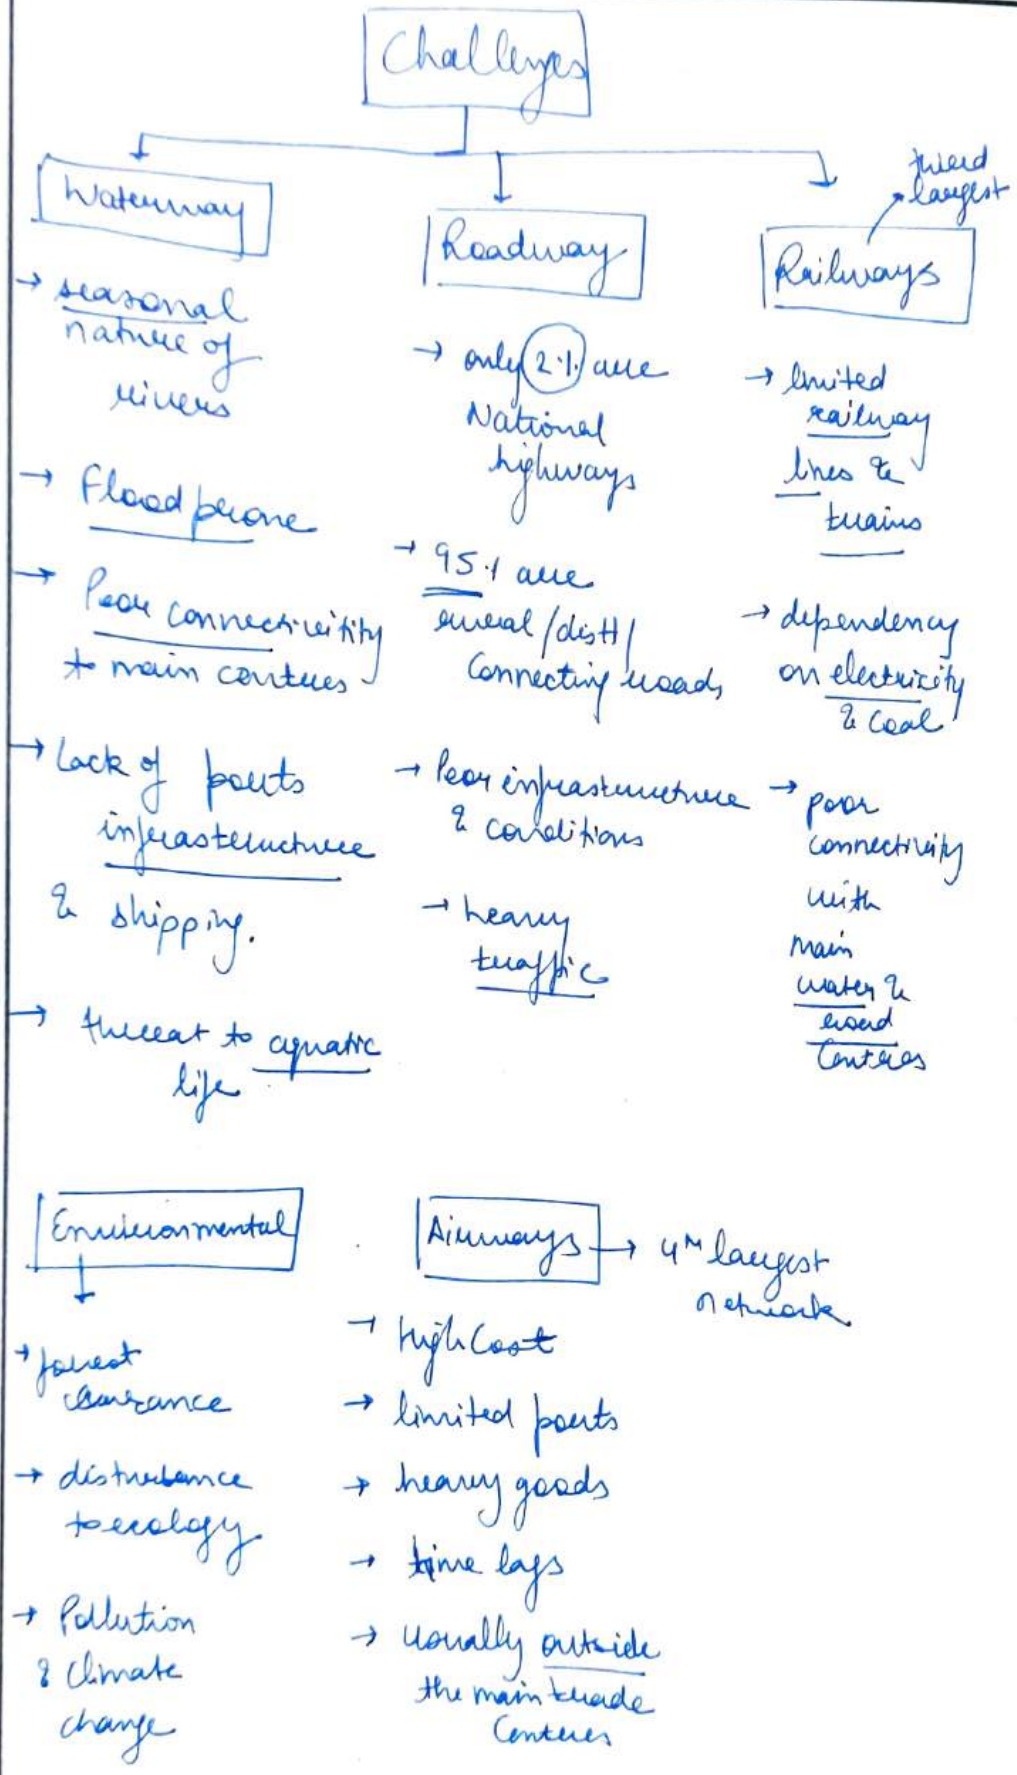 Challenges
Waterway
→ seasonal
nature of
rivers
→ Flood prone
→ Poor connectivitity
to main centres
→ Lack of ports
infrastructure
& shipping.
→ threat to aquatic
life
Roadway
→ only 2% are
National
highways
→ 95% are
rural/distt/
Connecting roads
→ Poor infrastructure
& conditions
→ heavy
traffic
third
largest
Railways
→ limited
railway
lines &
trains
→ dependency
on electricity
& coal
→ poor
connectivity
with
main
water &
road
Centres
Environmental
→ forest
clearance
→ disturbance
to ecology
→ Pollution
& Climate
change
Airways → 4th largest
network
→ High Cost
→ limited ports
→ heavy goods
→ time lags
→ usually outside
the main trade
Centres